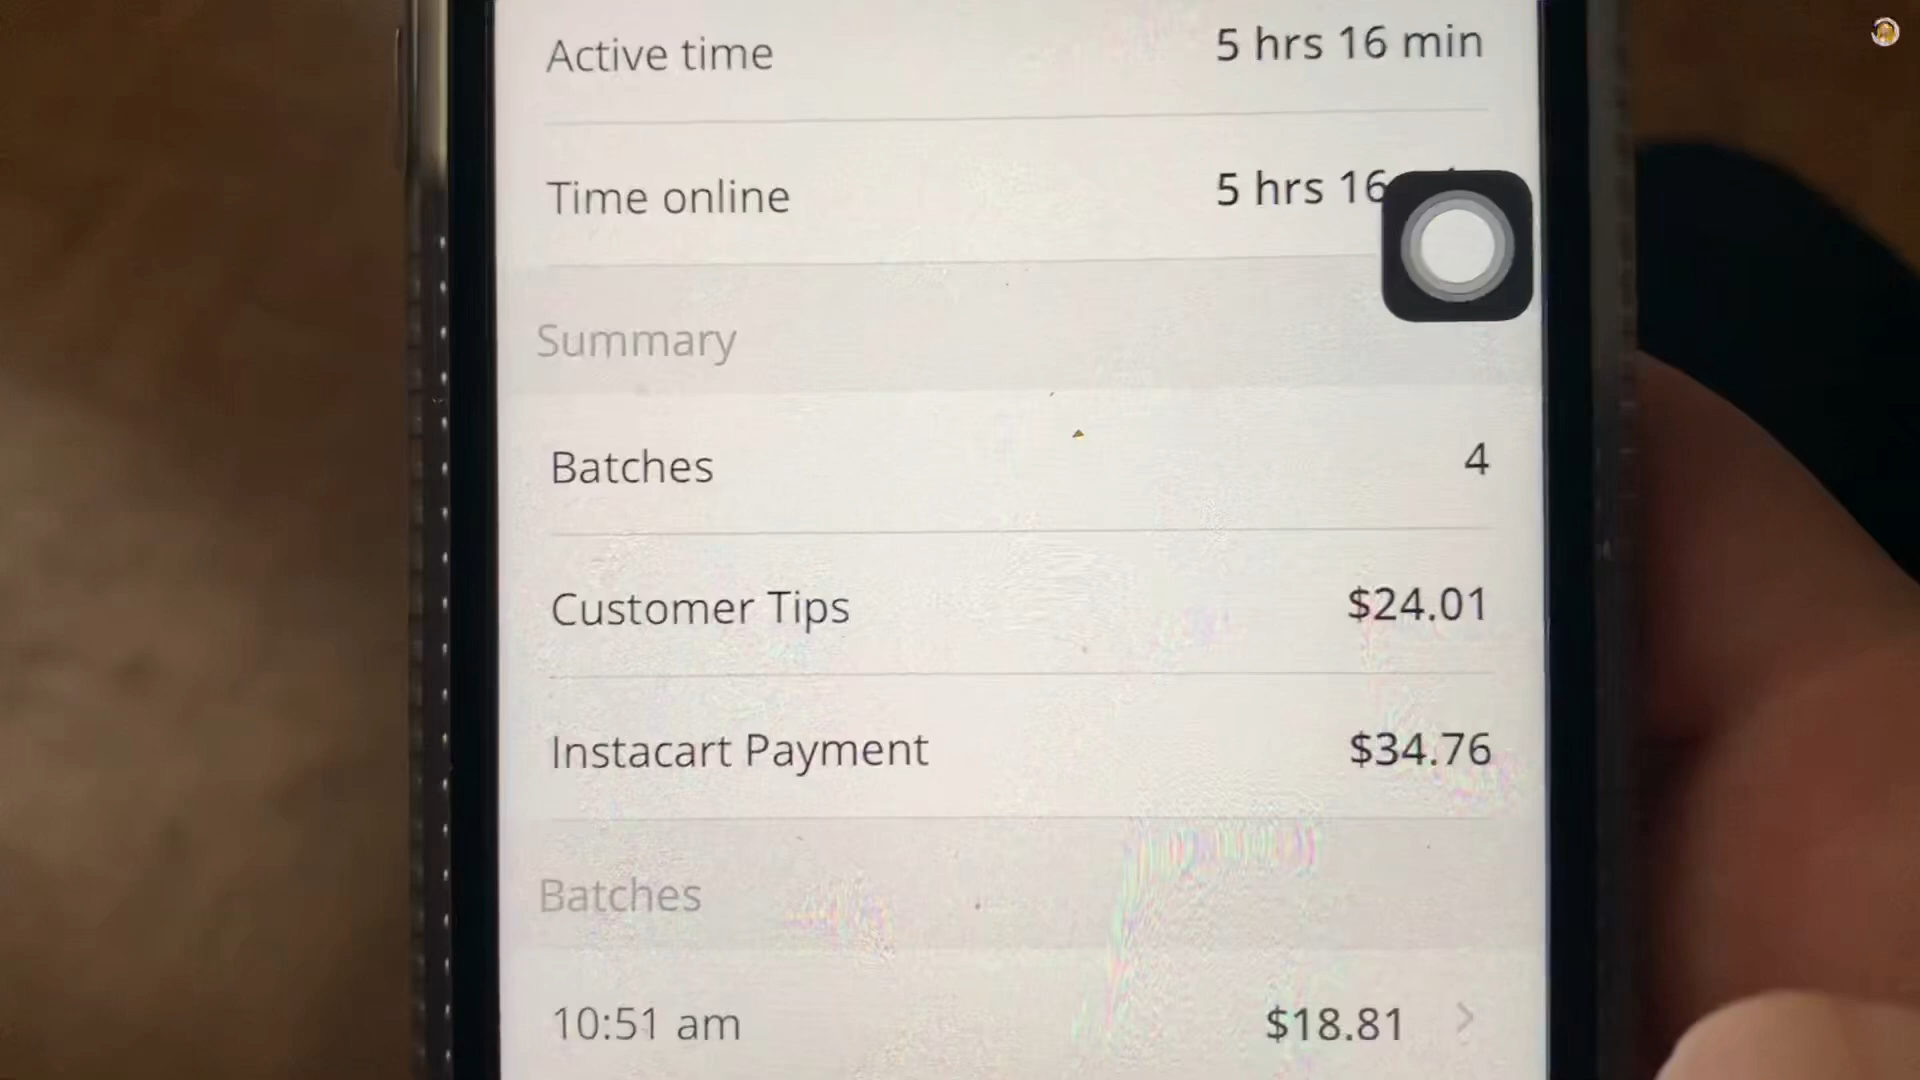 Active time 5 hrs 16 min
Time online 5 hrs 16
Summary
Batches 4
Customer Tips $24.01
Instacart Payment $34.76
Batches
10:51 am $18.81